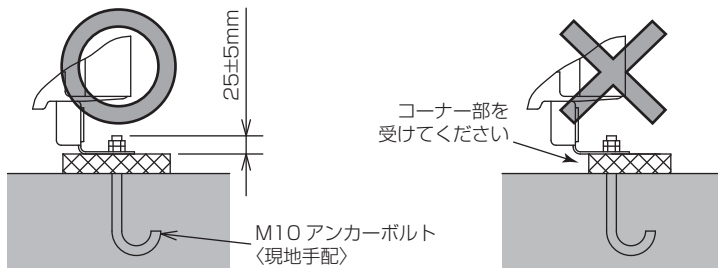 25±5mm
コーナー部を
受けてください
M10 アンカーボルト
〈現地手配〉